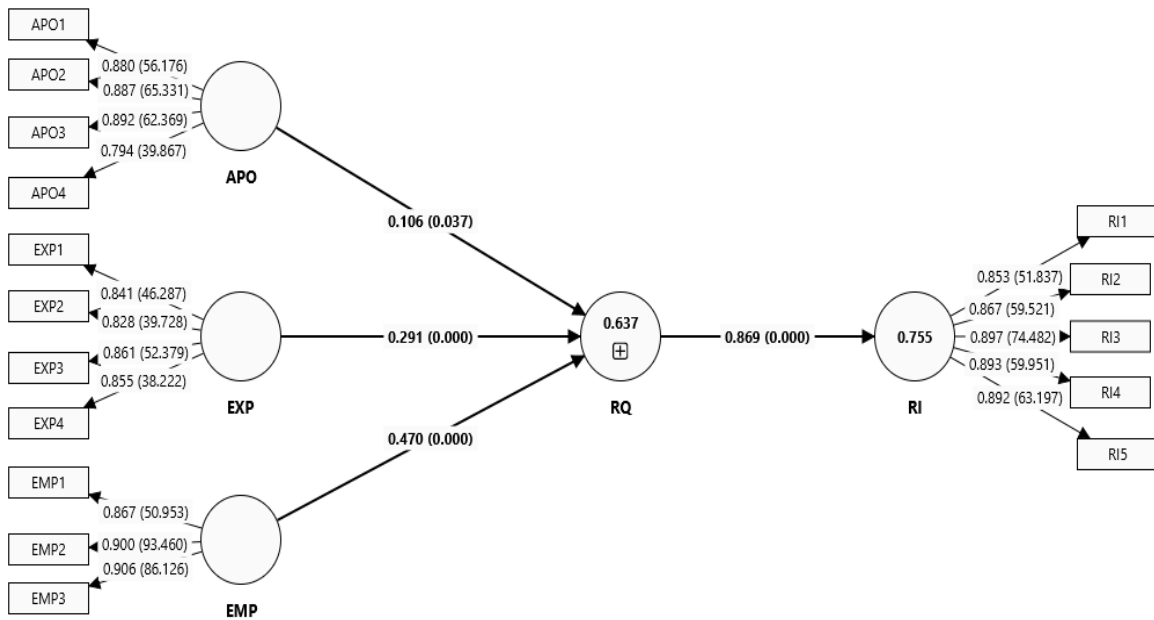 APO1
0.880 (56.176)
APO2
0.887 (65.331)
APO3
0.892 (62.369)
0.794 (39.867)
APO4
APO
0.106 (0.037)
EXP1
0.841 (46.287)
EXP2
0.828 (39.728)
0.861 (52.379)
EXP3
0.855 (38.222)
EXP4
EXP
0.291 (0.000)
EMP1
0.867 (50.953)
EMP2
0.900 (93.460)
0.906 (86.126)
EMP3
EMP
0.470 (0.000)
0.637
RQ
0.869 (0.000)
0.755
RI
RI1
0.853 (51.837)
RI2
0.867 (59.521)
0.897 (74.482)
RI3
0.893 (59.951)
RI4
0.892 (63.197)
RI5